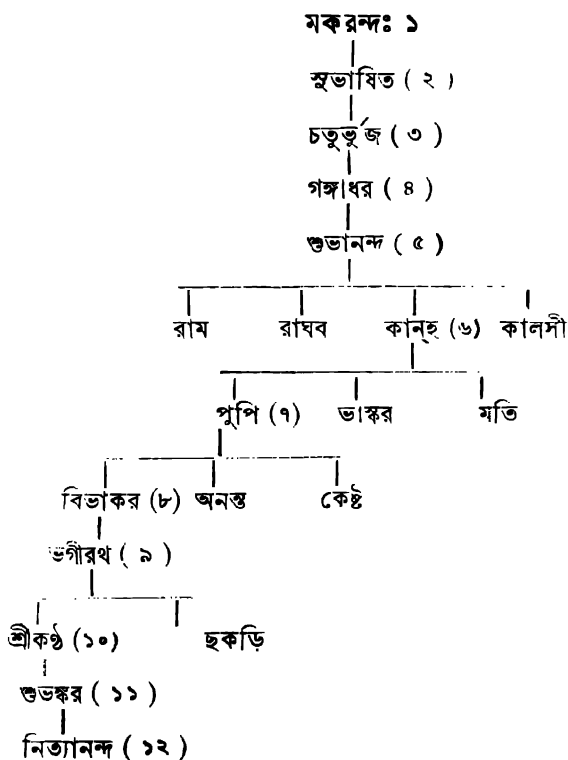 মকরন্দঃ ১
সুভাষিত ( ২ )
চতুর্ভুজ ( ৩ )
গঙ্গাধর ( ৪ )
শুভানন্দ ( ৫ )
রাম রাঘব কান্হ (৬) কালসী
পুপি (৭) ভাস্কর মতি
বিভাকর (৮) অনন্ত কেষ্ট
ভগীরথ ( ৯ )
শ্রীকণ্ঠ (১০) ছকড়ি
শুভঙ্কর ( ১১ )
নিত্যানন্দ ( ১২ )